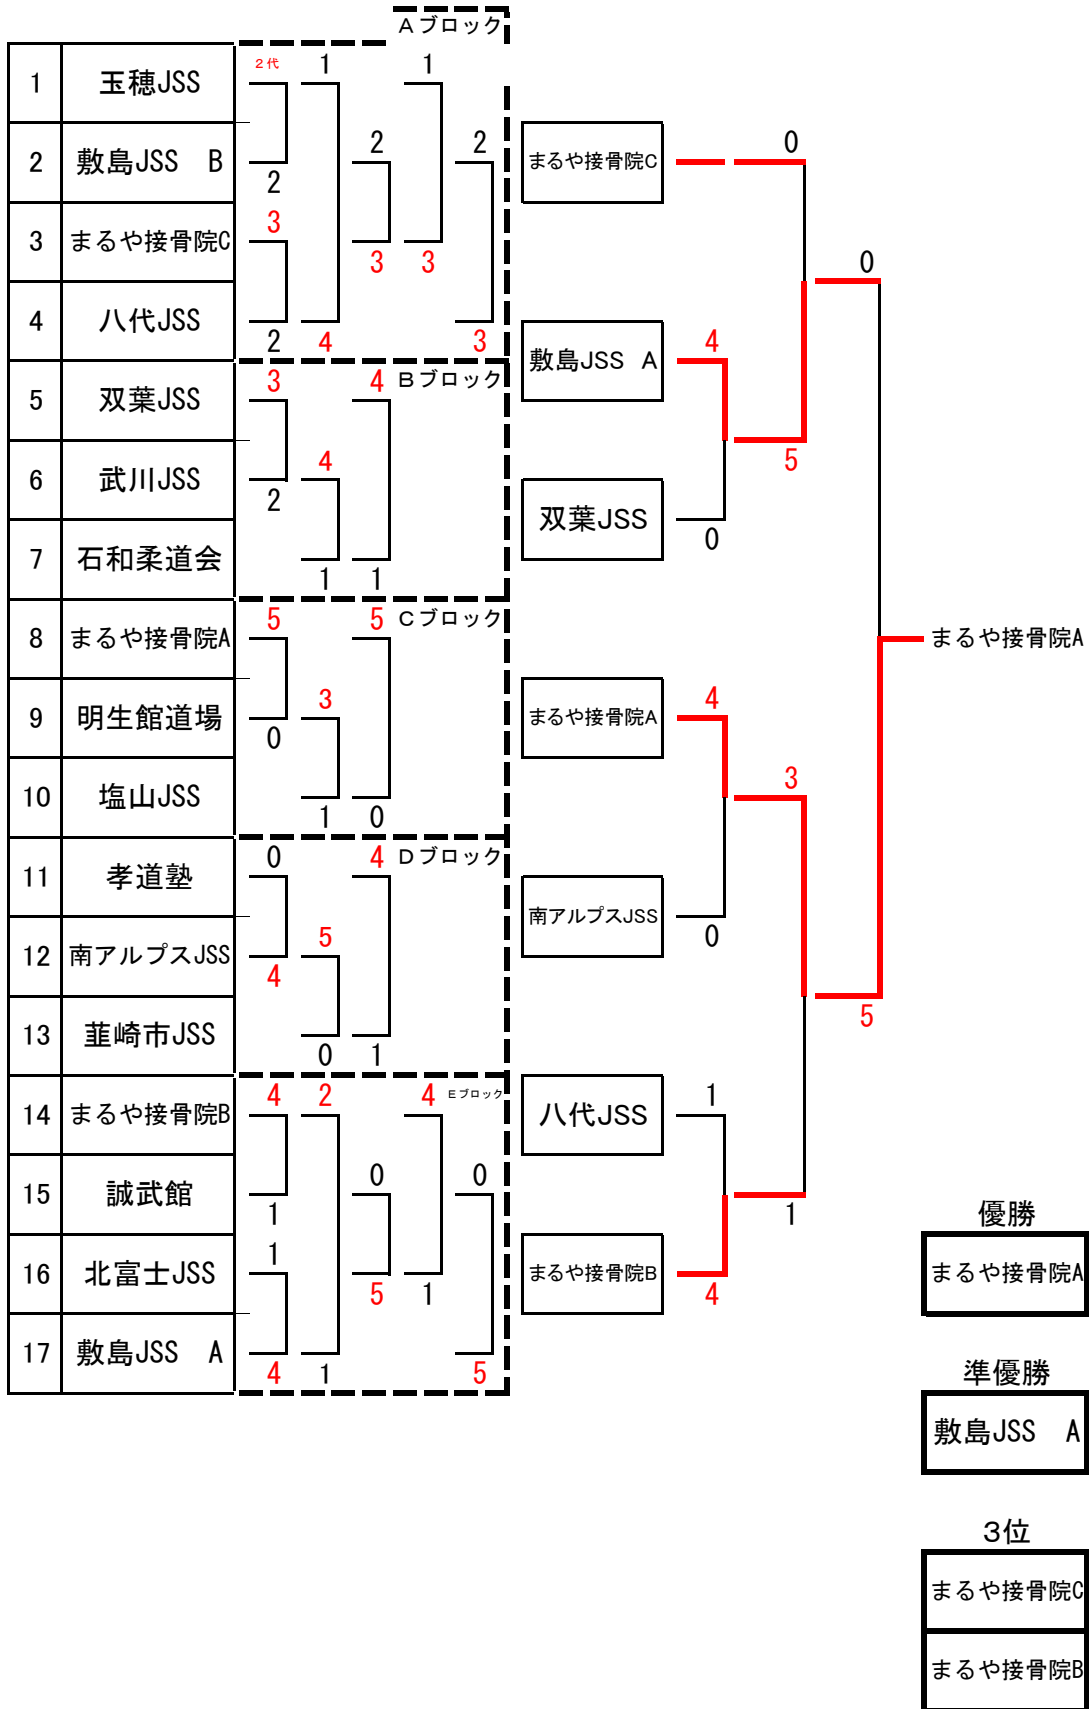 Ａブロック
1 玉穂JSS
2 敷島JSS　B
3 まるや接骨院C
4 八代JSS
２代 1 1
2 2
2
3
3 3
2 4 3
Ｂブロック
5 双葉JSS
6 武川JSS
7 石和柔道会
3 4
4
2
1 1
Ｃブロック
8 まるや接骨院A
9 明生館道場
10 塩山JSS
5 5
3
0
1 0
Ｄブロック
11 孝道塾
12 南アルプスJSS
13 韮崎市JSS
0 4
5
4
0 1
Ｅブロック
14 まるや接骨院B
15 誠武館
16 北富士JSS
17 敷島JSS　A
4 2 4
0 0
1
1
5 1
4 1 5
まるや接骨院C
0
0
敷島JSS　A
4
5
双葉JSS
0
まるや接骨院A
まるや接骨院A
4
3
南アルプスJSS
0
5
八代JSS
1
1
まるや接骨院B
4
優勝
まるや接骨院A
準優勝
敷島JSS　A
３位
まるや接骨院C
まるや接骨院B